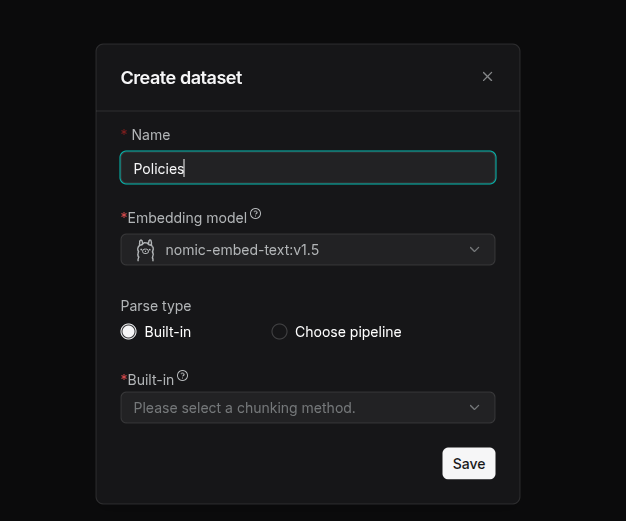 Create dataset
* Name
Policies
*Embedding model
nomic-embed-text:v1.5
Parse type
Built-in Choose pipeline
*Built-in
Please select a chunking method.
Save